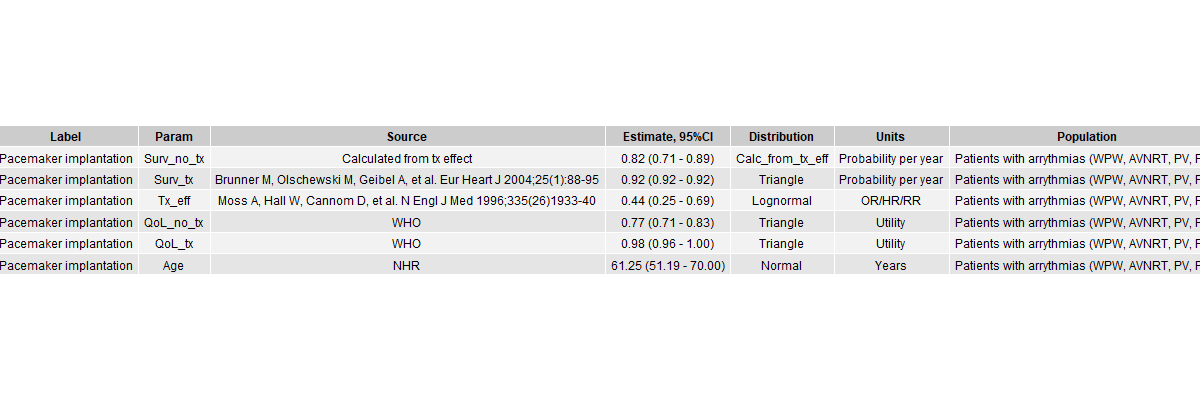 Label Param Source Estimate, 95%CI Distribution Units Population
Pacemaker implantation Surv_no_tx Calculated from tx effect 0.82 (0.71 - 0.89) Calc_from_tx_eff Probability per year Patients with arrythmias (WPW, AVNRT, PV,
Pacemaker implantation Surv_tx Brunner M, Olschewski M, Geibel A, et al. Eur Heart J 2004;25(1):88-95 0.92 (0.92 - 0.92) Triangle Probability per year Patients with arrythmias (WPW, AVNRT, PV,
Pacemaker implantation Tx_eff Moss A, Hall W, Cannom D, et al. N Engl J Med 1996;335(26)1933-40 0.44 (0.25 - 0.69) Lognormal OR/HR/RR Patients with arrythmias (WPW, AVNRT, PV,
Pacemaker implantation QoL_no_tx WHO 0.77 (0.71 - 0.83) Triangle Utility Patients with arrythmias (WPW, AVNRT, PV,
Pacemaker implantation QoL_tx WHO 0.98 (0.96 - 1.00) Triangle Utility Patients with arrythmias (WPW, AVNRT, PV,
Pacemaker implantation Age NHR 61.25 (51.19 - 70.00) Normal Years Patients with arrythmias (WPW, AVNRT, PV,